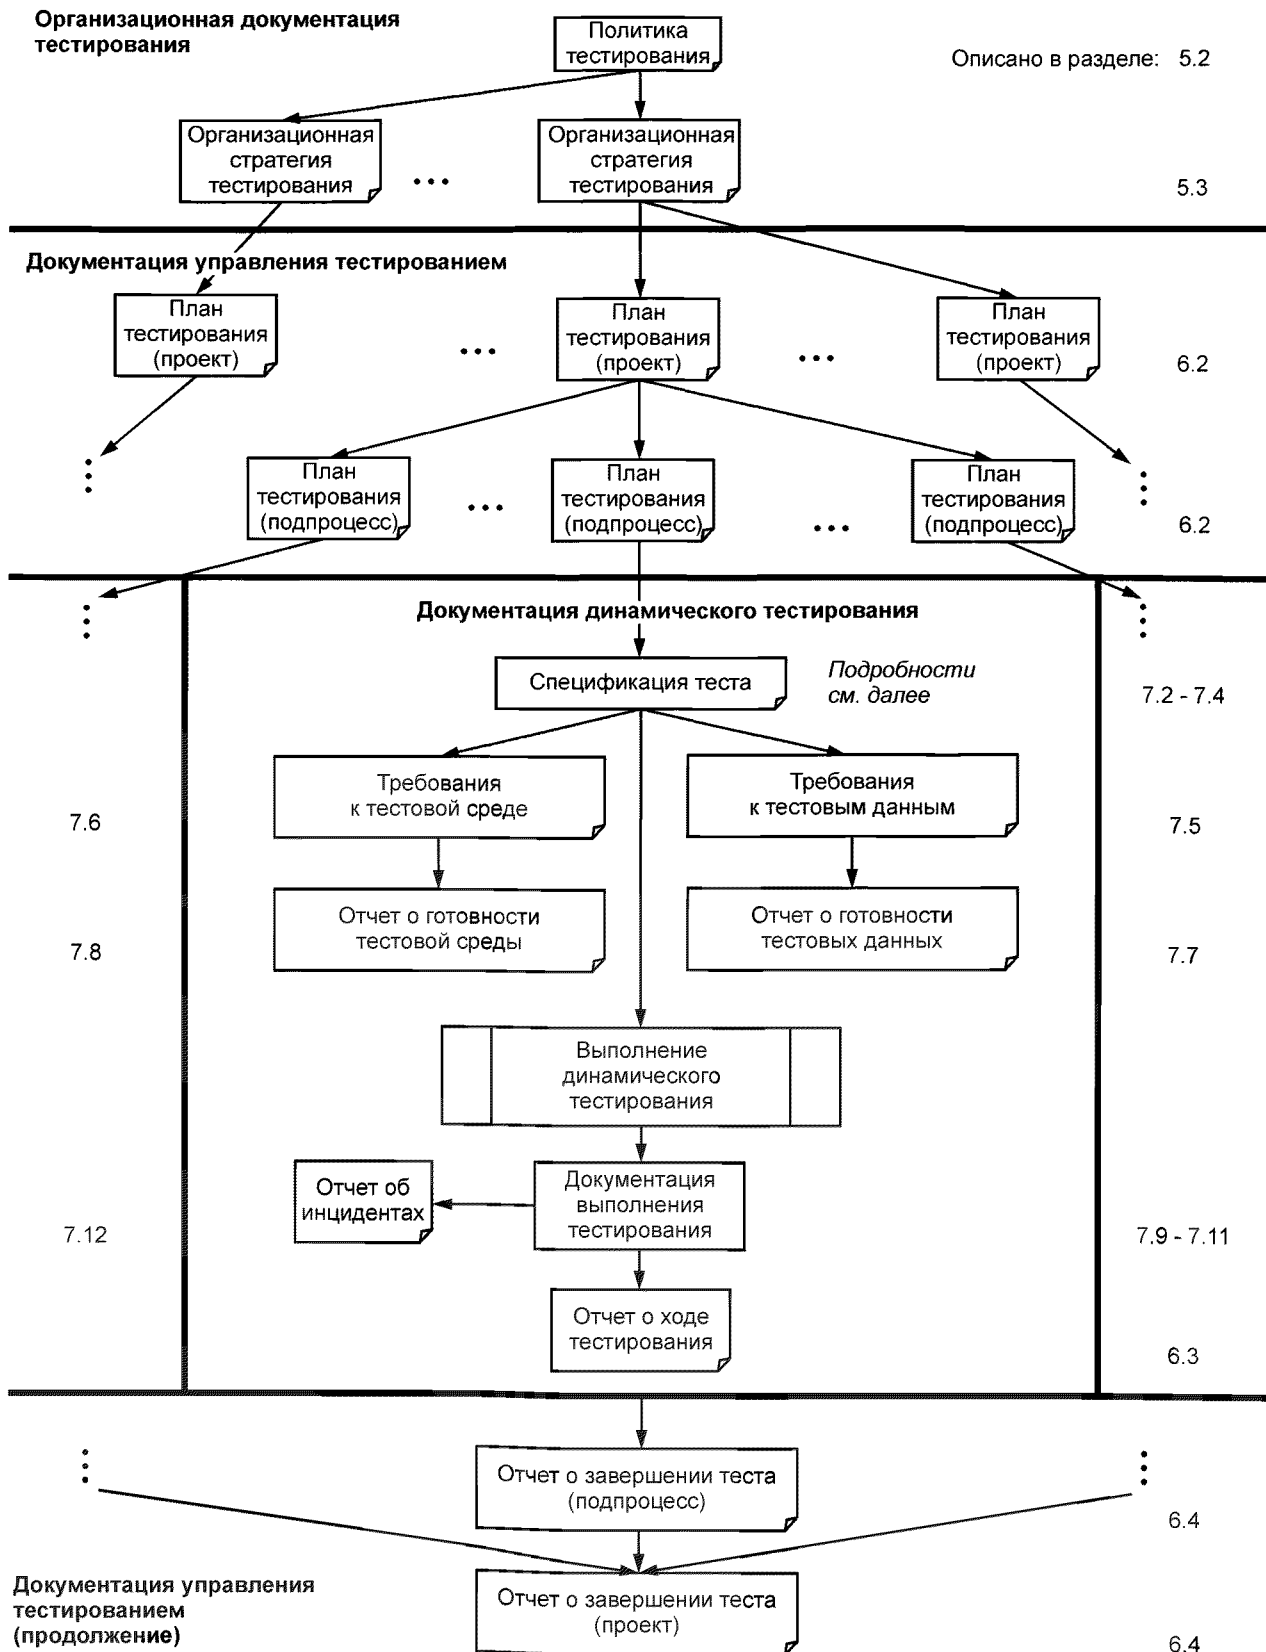 Организационная документация
тестирования
Политика
тестирования
Описано в разделе: 5.2
Организационная
стратегия
тестирования
Организационная
стратегия
тестирования
5.3
Документация управления тестированием
План
тестирования
(проект)
План
тестирования
(проект)
План
тестирования
(проект)
6.2
План
тестирования
(подпроцесс)
План
тестирования
(подпроцесс)
План
тестирования
(подпроцесс)
6.2
Документация динамического тестирования
Спецификация теста
Подробности
см. далее
7.2 - 7.4
Требования
к тестовой среде
Требования
к тестовым данным
7.6
7.5
Отчет о готовности
тестовой среды
Отчет о готовности
тестовых данных
7.8
7.7
Выполнение
динамического
тестирования
Отчет об
инцидентах
Документация
выполнения
тестирования
7.12
7.9 - 7.11
Отчет о ходе
тестирования
6.3
Отчет о завершении теста
(подпроцесс)
6.4
Документация управления
тестированием
(продолжение)
Отчет о завершении теста
(проект)
6.4